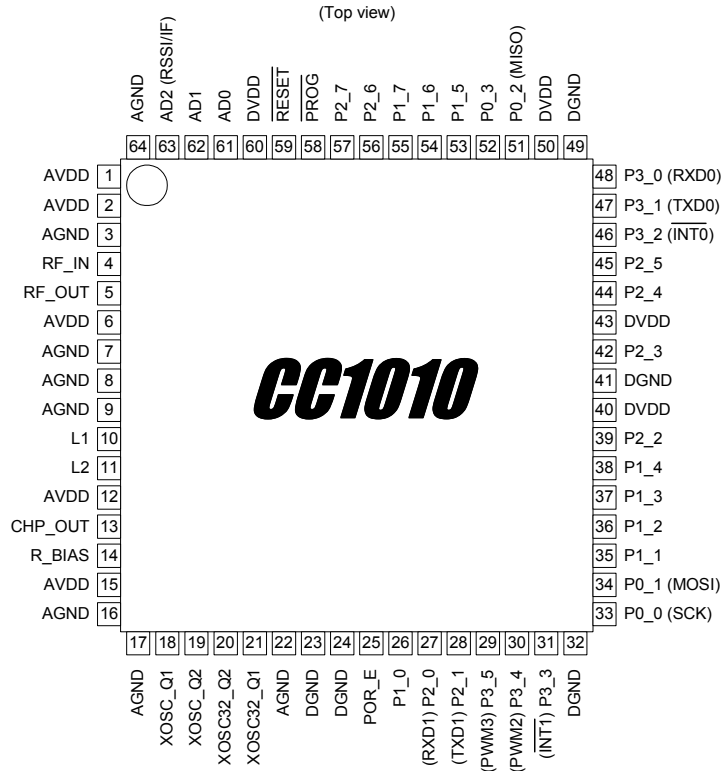 (Top view)
AGND
AD2 (RSSI/IF)
AD1
AD0
DVDD
RESET
PROG
P2_7
P2_6
P1_7
P1_6
P1_5
P0_3
P0_2 (MISO)
DVDD
DGND
64 63 62 61 60 59 58 57 56 55 54 53 52 51 50 49
AVDD 1
AVDD 2
AGND 3
RF_IN 4
RF_OUT 5
AVDD 6
AGND 7
AGND 8
AGND 9
L1 10
L2 11
AVDD 12
CHP_OUT 13
R_BIAS 14
AVDD 15
AGND 16
CC1010
48 P3_0 (RXD0)
47 P3_1 (TXD0)
46 P3_2 (INT0)
45 P2_5
44 P2_4
43 DVDD
42 P2_3
41 DGND
40 DVDD
39 P2_2
38 P1_4
37 P1_3
36 P1_2
35 P1_1
34 P0_1 (MOSI)
33 P0_0 (SCK)
17 18 19 20 21 22 23 24 25 26 27 28 29 30 31 32
AGND
XOSC_Q1
XOSC_Q2
XOSC32_Q2
XOSC32_Q1
AGND
DGND
DGND
POR_E
P1_0
(RXD1) P2_0
(TXD1) P2_1
(PWM3) P3_5
(PWM2) P3_4
(INT1) P3_3
DGND